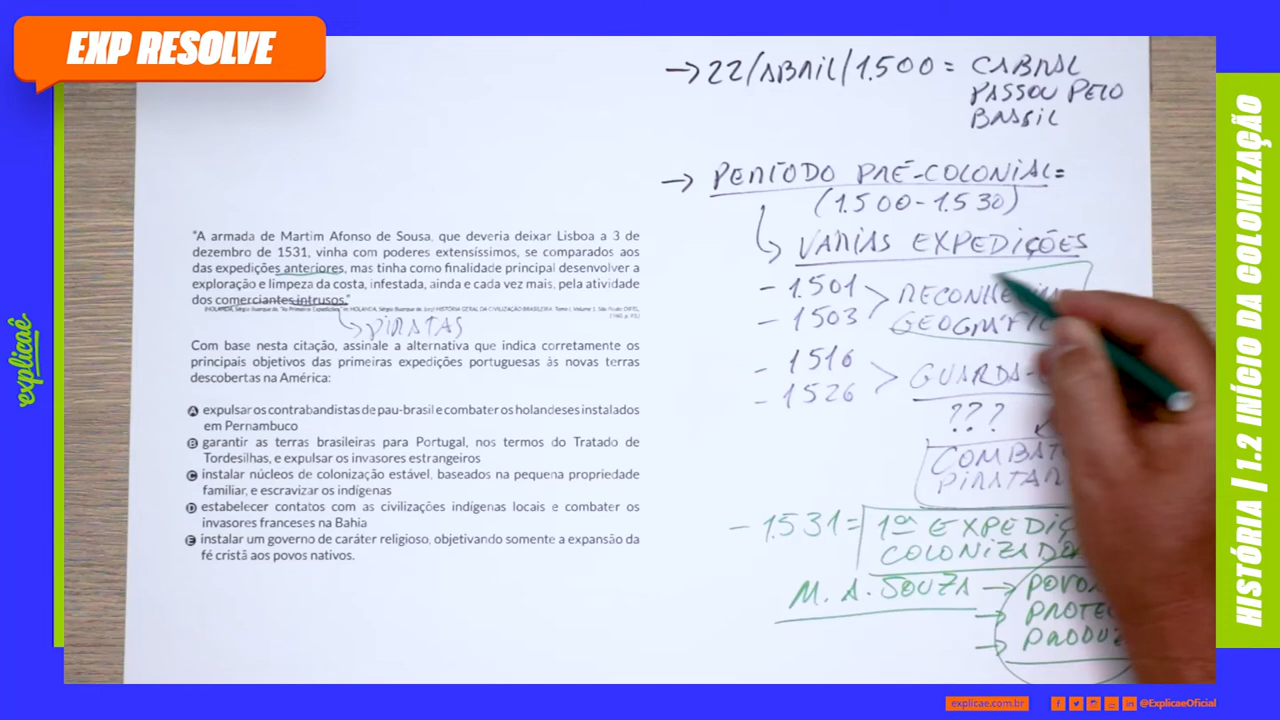 EXP RESOLVE
→ 22/ABRIL/1.500 = CABRAL
PASSOU PELO
BRASIL
→ PERÍODO PRÉ-COLONIAL =
(1.500-1.530)
VÁRIAS EXPEDIÇÕES
- 1.501
- 1503
- 1516
- 1526
GUARDA-
???
- 1.531 = 1ª
M. A. SOUZA →
"A armada de Martim Afonso de Sousa, que deveria deixar Lisboa a 3 de
dezembro de 1531, vinha com poderes extensíssimos, se comparados aos
das expedições anteriores, mas tinha como finalidade principal desenvolver a
exploração e limpeza da costa, infestada, ainda e cada vez mais, pela atividade
dos comerciantes intrusos."
PIRATAS
Com base nesta citação, assinale a alternativa que indica corretamente os
principais objetivos das primeiras expedições portuguesas às novas terras
descobertas na América:
A expulsar os contrabandistas de pau-brasil e combater os holandeses instalados
em Pernambuco
B garantir as terras brasileiras para Portugal, nos termos do Tratado de
Tordesilhas, e expulsar os invasores estrangeiros
C instalar núcleos de colonização estável, baseados na pequena propriedade
familiar, e escravizar os indígenas
D estabelecer contatos com as civilizações indígenas locais e combater os
invasores franceses na Bahia
E instalar um governo de caráter religioso, objetivando somente a expansão da
fé cristã aos povos nativos.
explicaê
HISTÓRIA | 1.2 INÍCIO DA COLONIZAÇÃO
explicae.com.br
@ExplicaeOficial